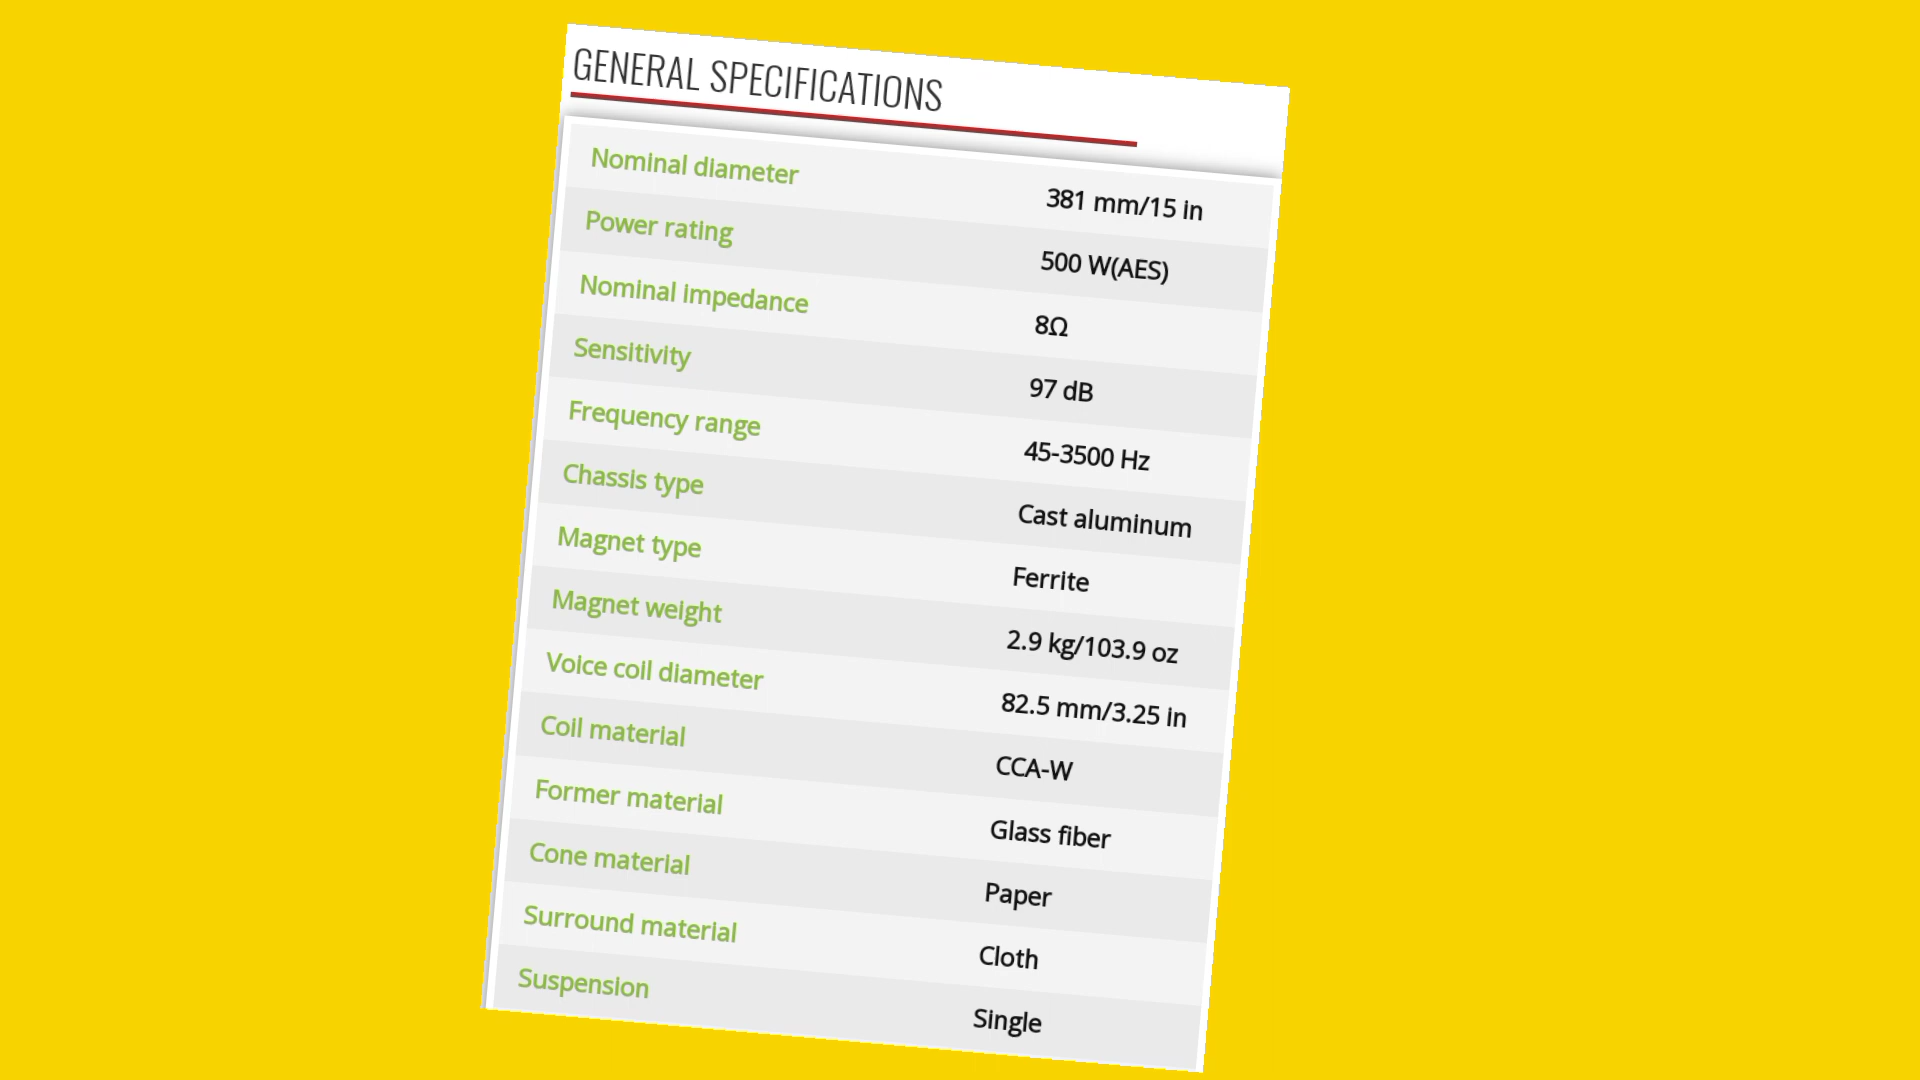 GENERAL SPECIFICATIONS
Nominal diameter 381 mm/15 in
Power rating 500 W(AES)
Nominal impedance 8Ω
Sensitivity 97 dB
Frequency range 45-3500 Hz
Chassis type Cast aluminum
Magnet type Ferrite
Magnet weight 2.9 kg/103.9 oz
Voice coil diameter 82.5 mm/3.25 in
Coil material CCA-W
Former material Glass fiber
Cone material Paper
Surround material Cloth
Suspension Single